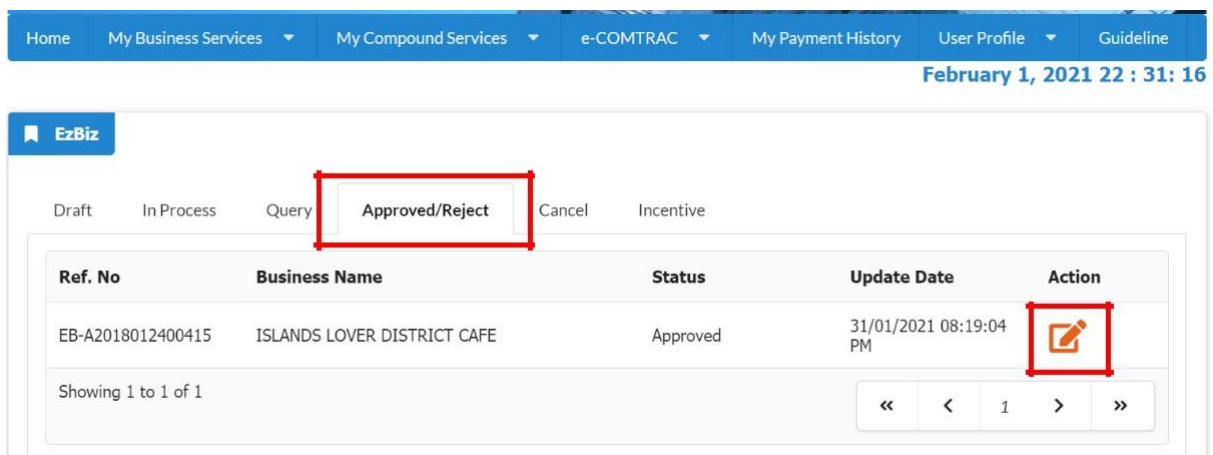 Home My Business Services My Compound Services e-COMTRAC My Payment History User Profile Guideline
February 1, 2021 22 : 31: 16
EzBiz
Draft In Process Query Approved/Reject Cancel Incentive
Ref. No Business Name Status Update Date Action
EB-A2018012400415 ISLANDS LOVER DISTRICT CAFE Approved 31/01/2021 08:19:04
PM
Showing 1 to 1 of 1
« < 1 > »